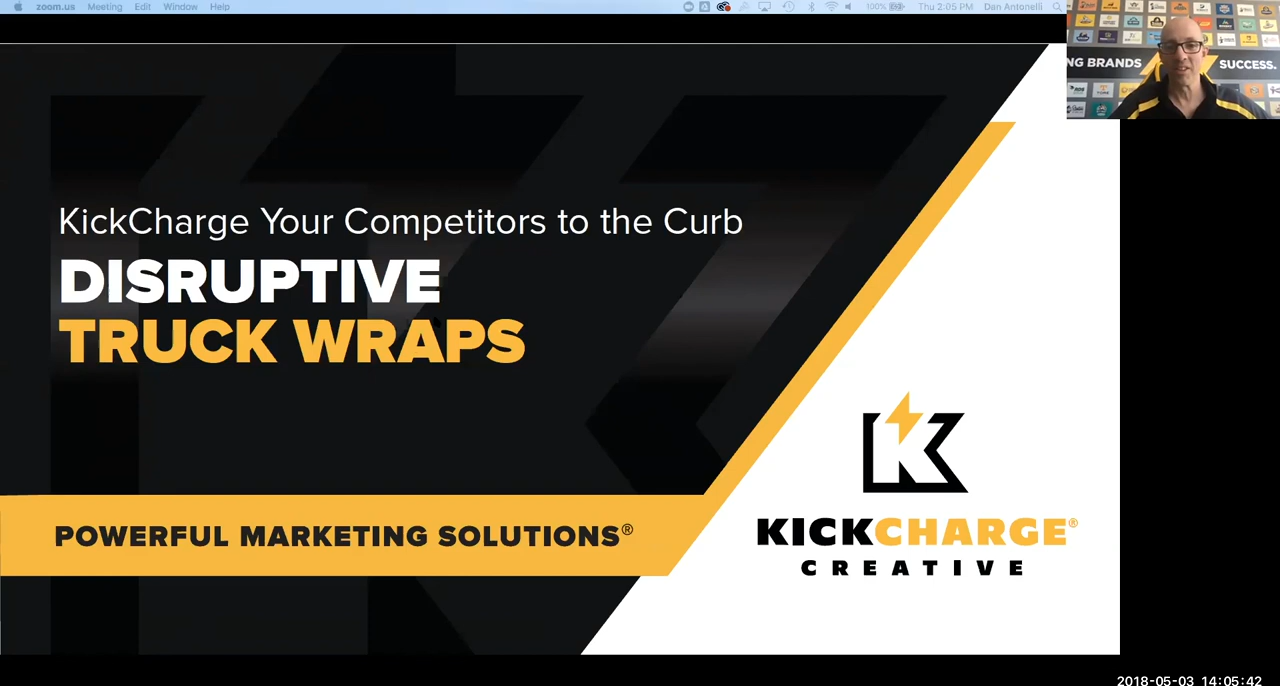 zoom.us Meeting Edit Window Help 100% Thu 2:05 PM Dan Antonelli
NG BRANDS SUCCESS.
KickCharge Your Competitors to the Curb
DISRUPTIVE
TRUCK WRAPS
POWERFUL MARKETING SOLUTIONS®
K
KICKCHARGE®
CREATIVE
2018-05-03 14:05:42